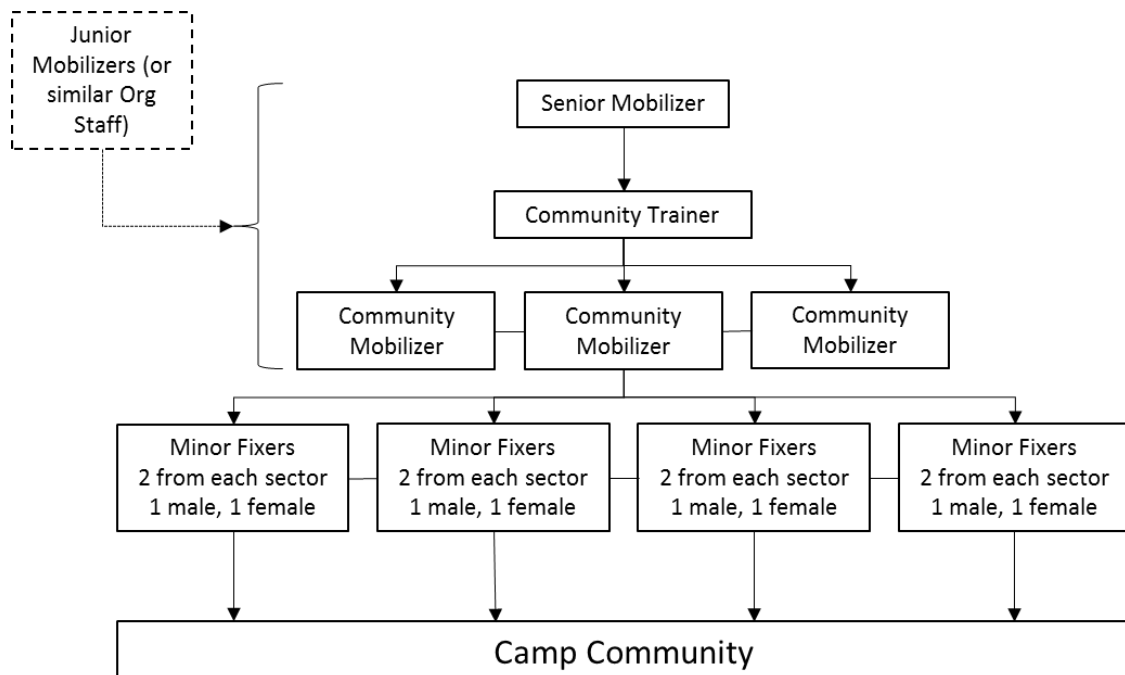 Junior
Mobilizers (or
similar Org
Staff)
Senior Mobilizer
Community Trainer
Community
Mobilizer
Community
Mobilizer
Community
Mobilizer
Minor Fixers
2 from each sector
1 male, 1 female
Minor Fixers
2 from each sector
1 male, 1 female
Minor Fixers
2 from each sector
1 male, 1 female
Minor Fixers
2 from each sector
1 male, 1 female
Camp Community